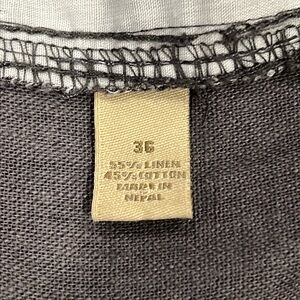 36
55% LINEN
45% COTTON
MADE IN
NEPAL